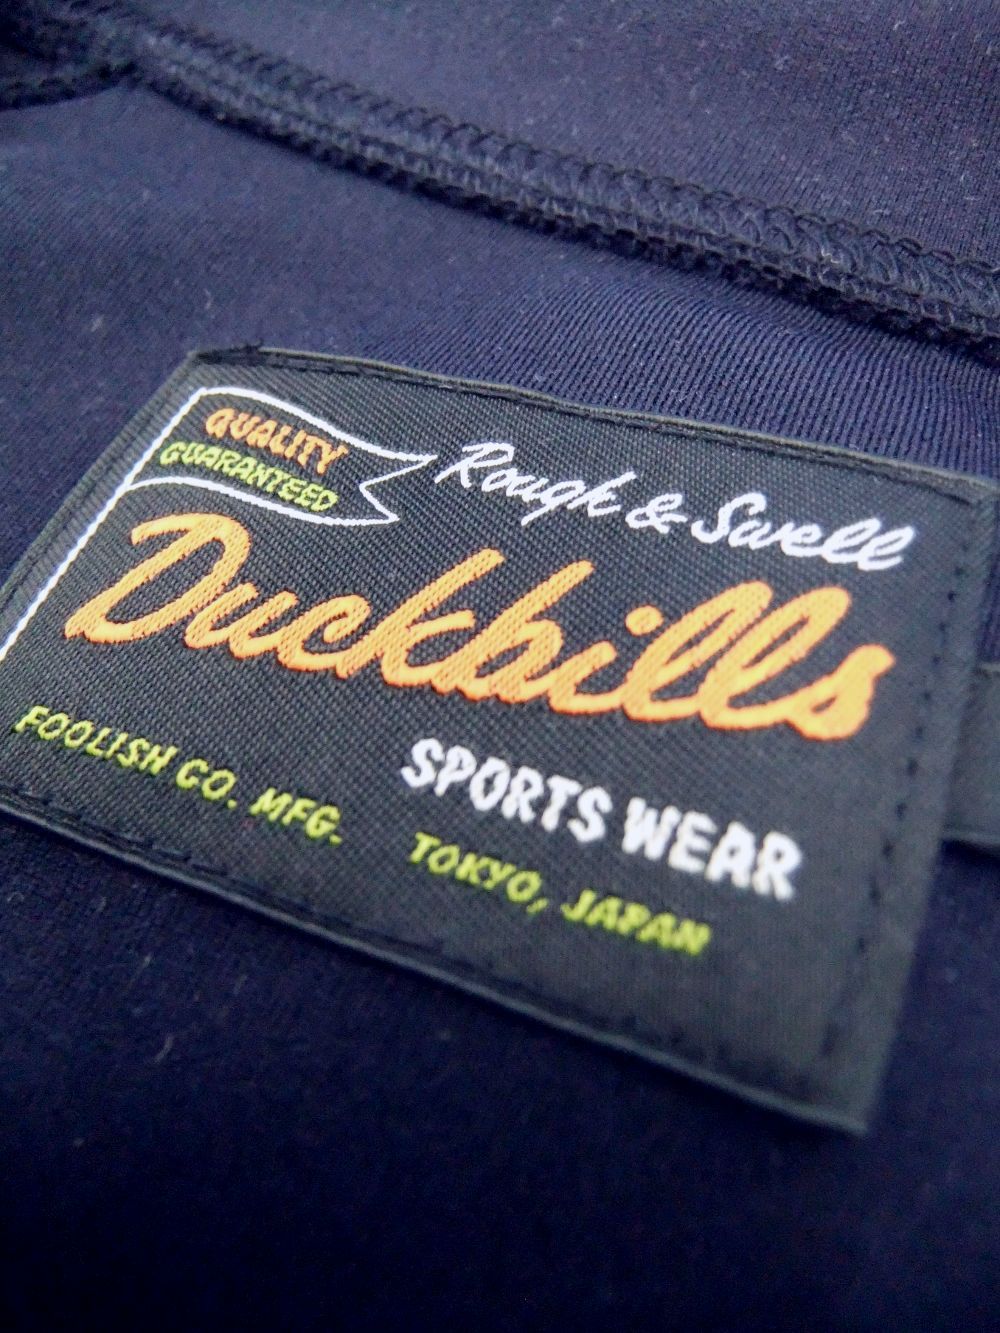 QUALITY
GUARANTEED
Rough & Swell
Duckbills
SPORTS WEAR
FOOLISH CO. MFG. TOKYO, JAPAN